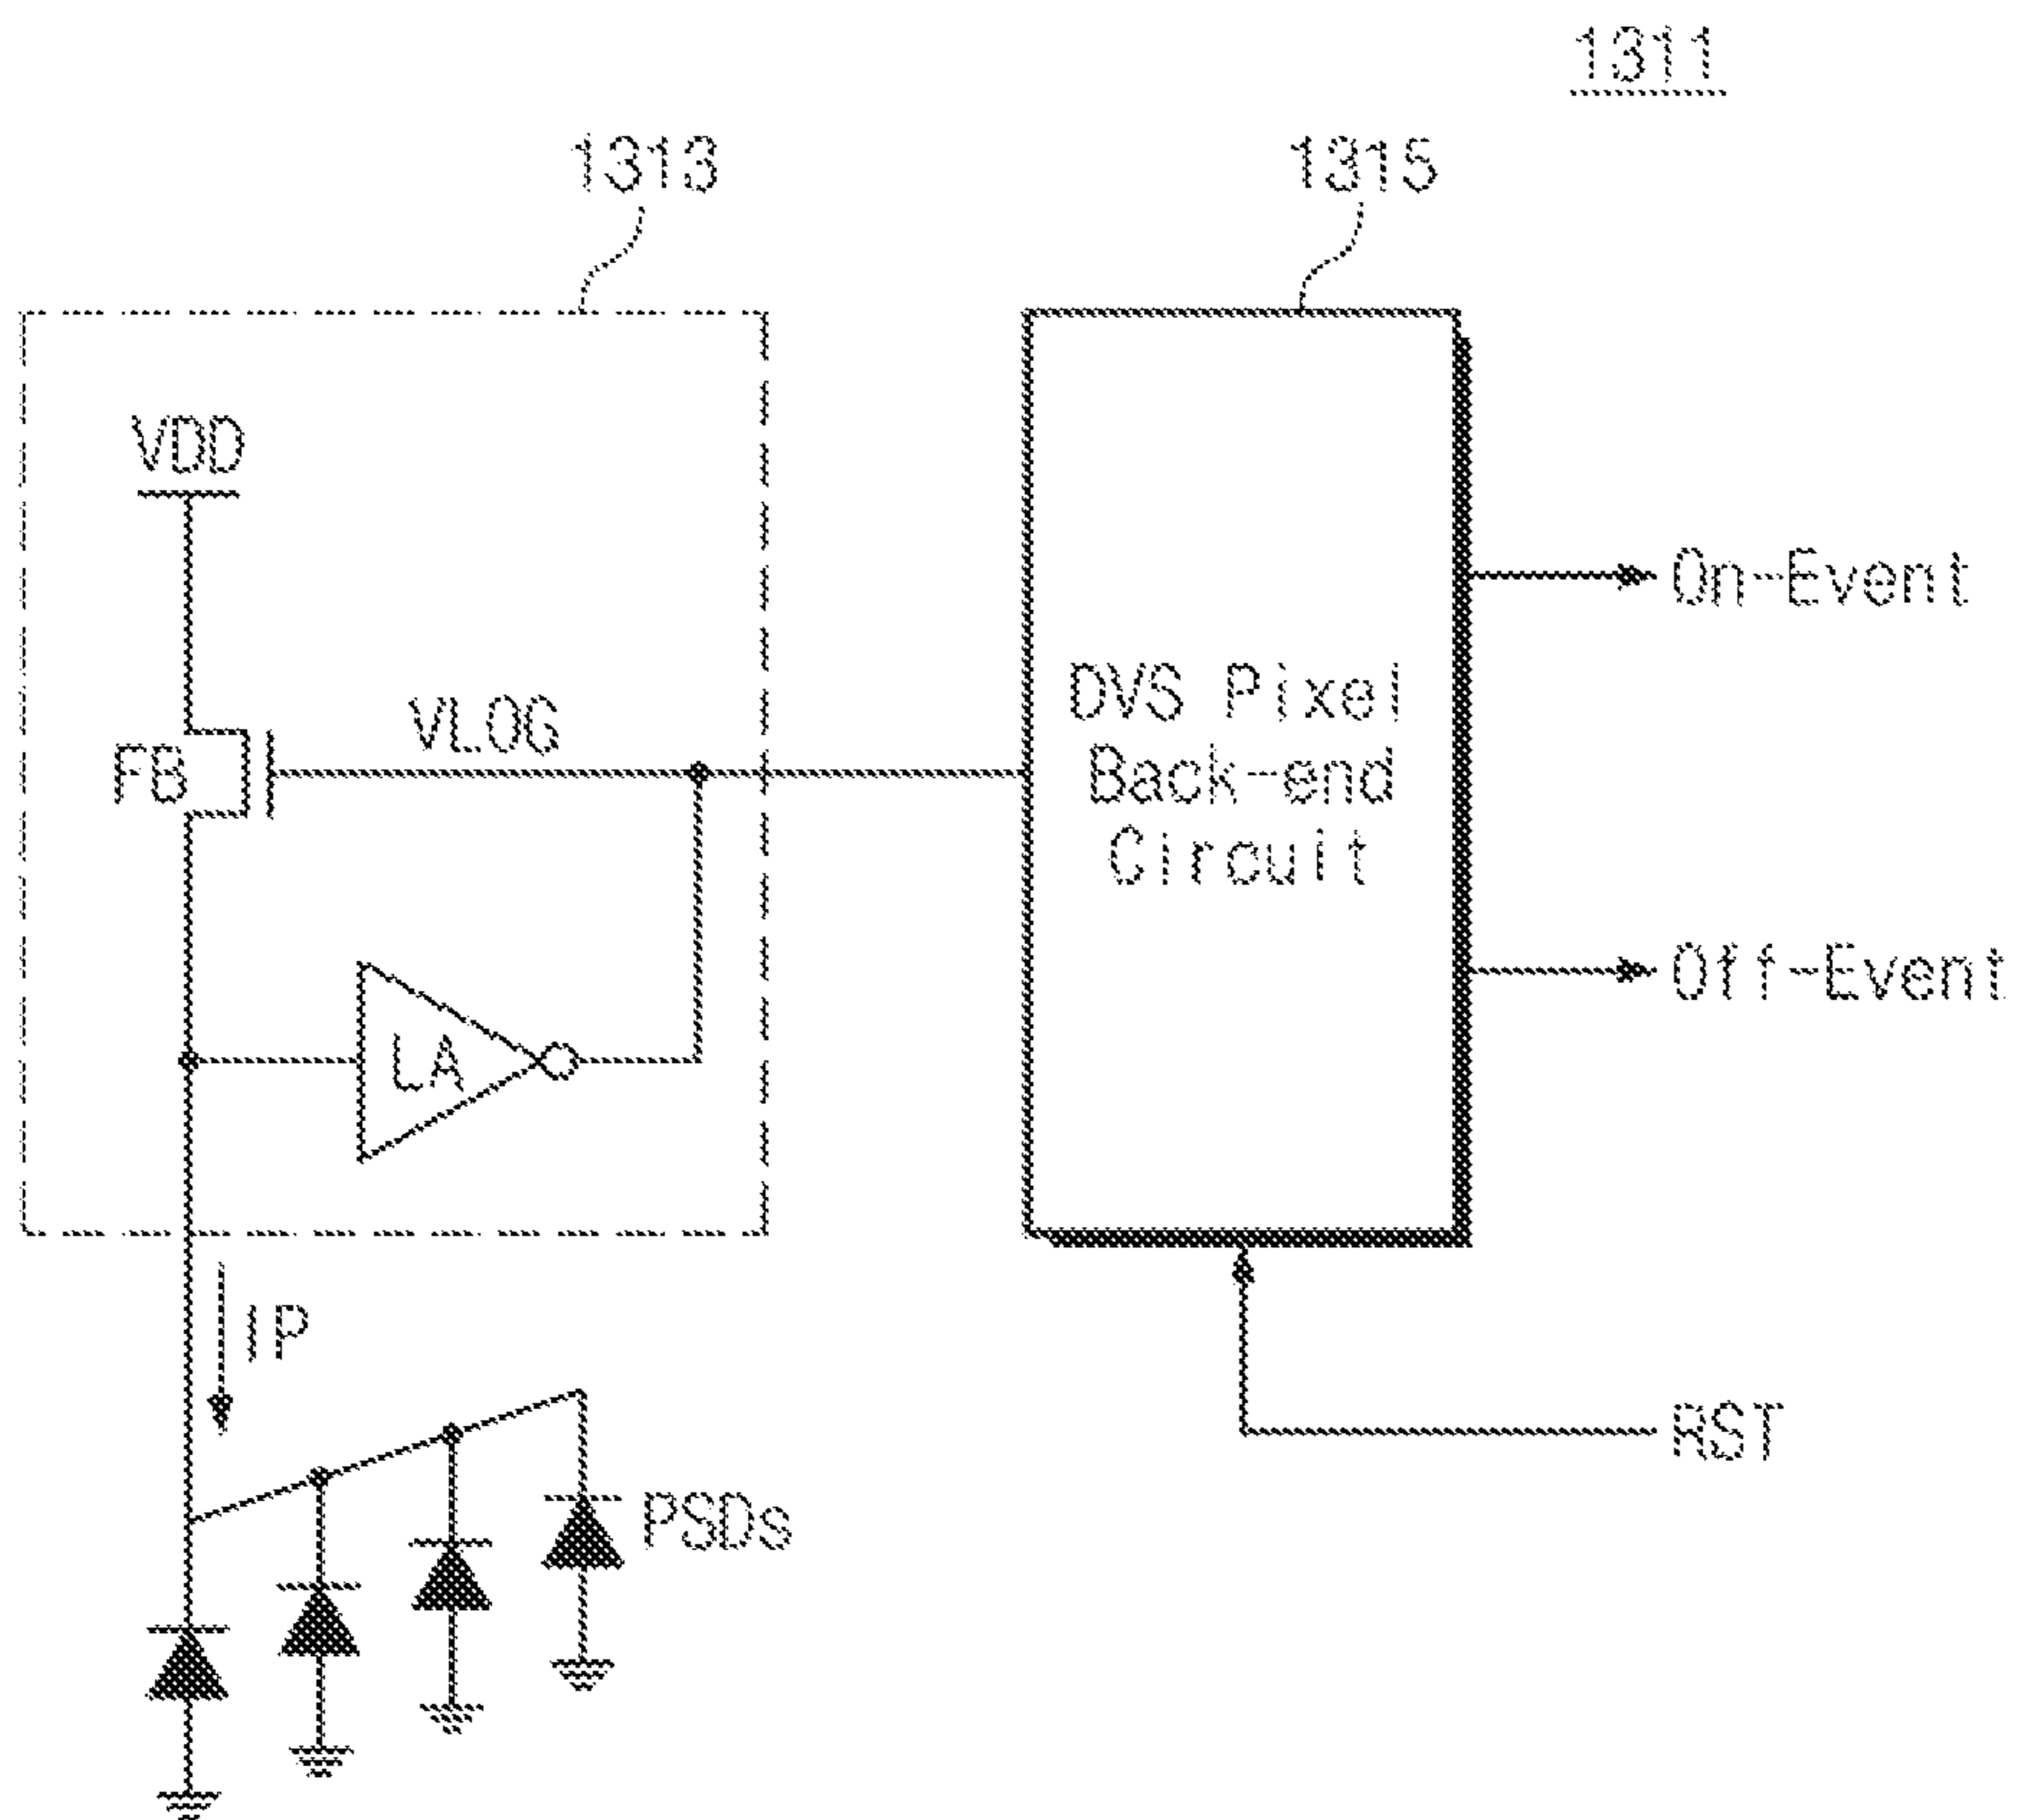 1311
1313
1315
VDD
On-Event
VLOG
FB
DVS Pixel
Back-end
Circuit
Off-Event
LA
IP
RST
PSDs